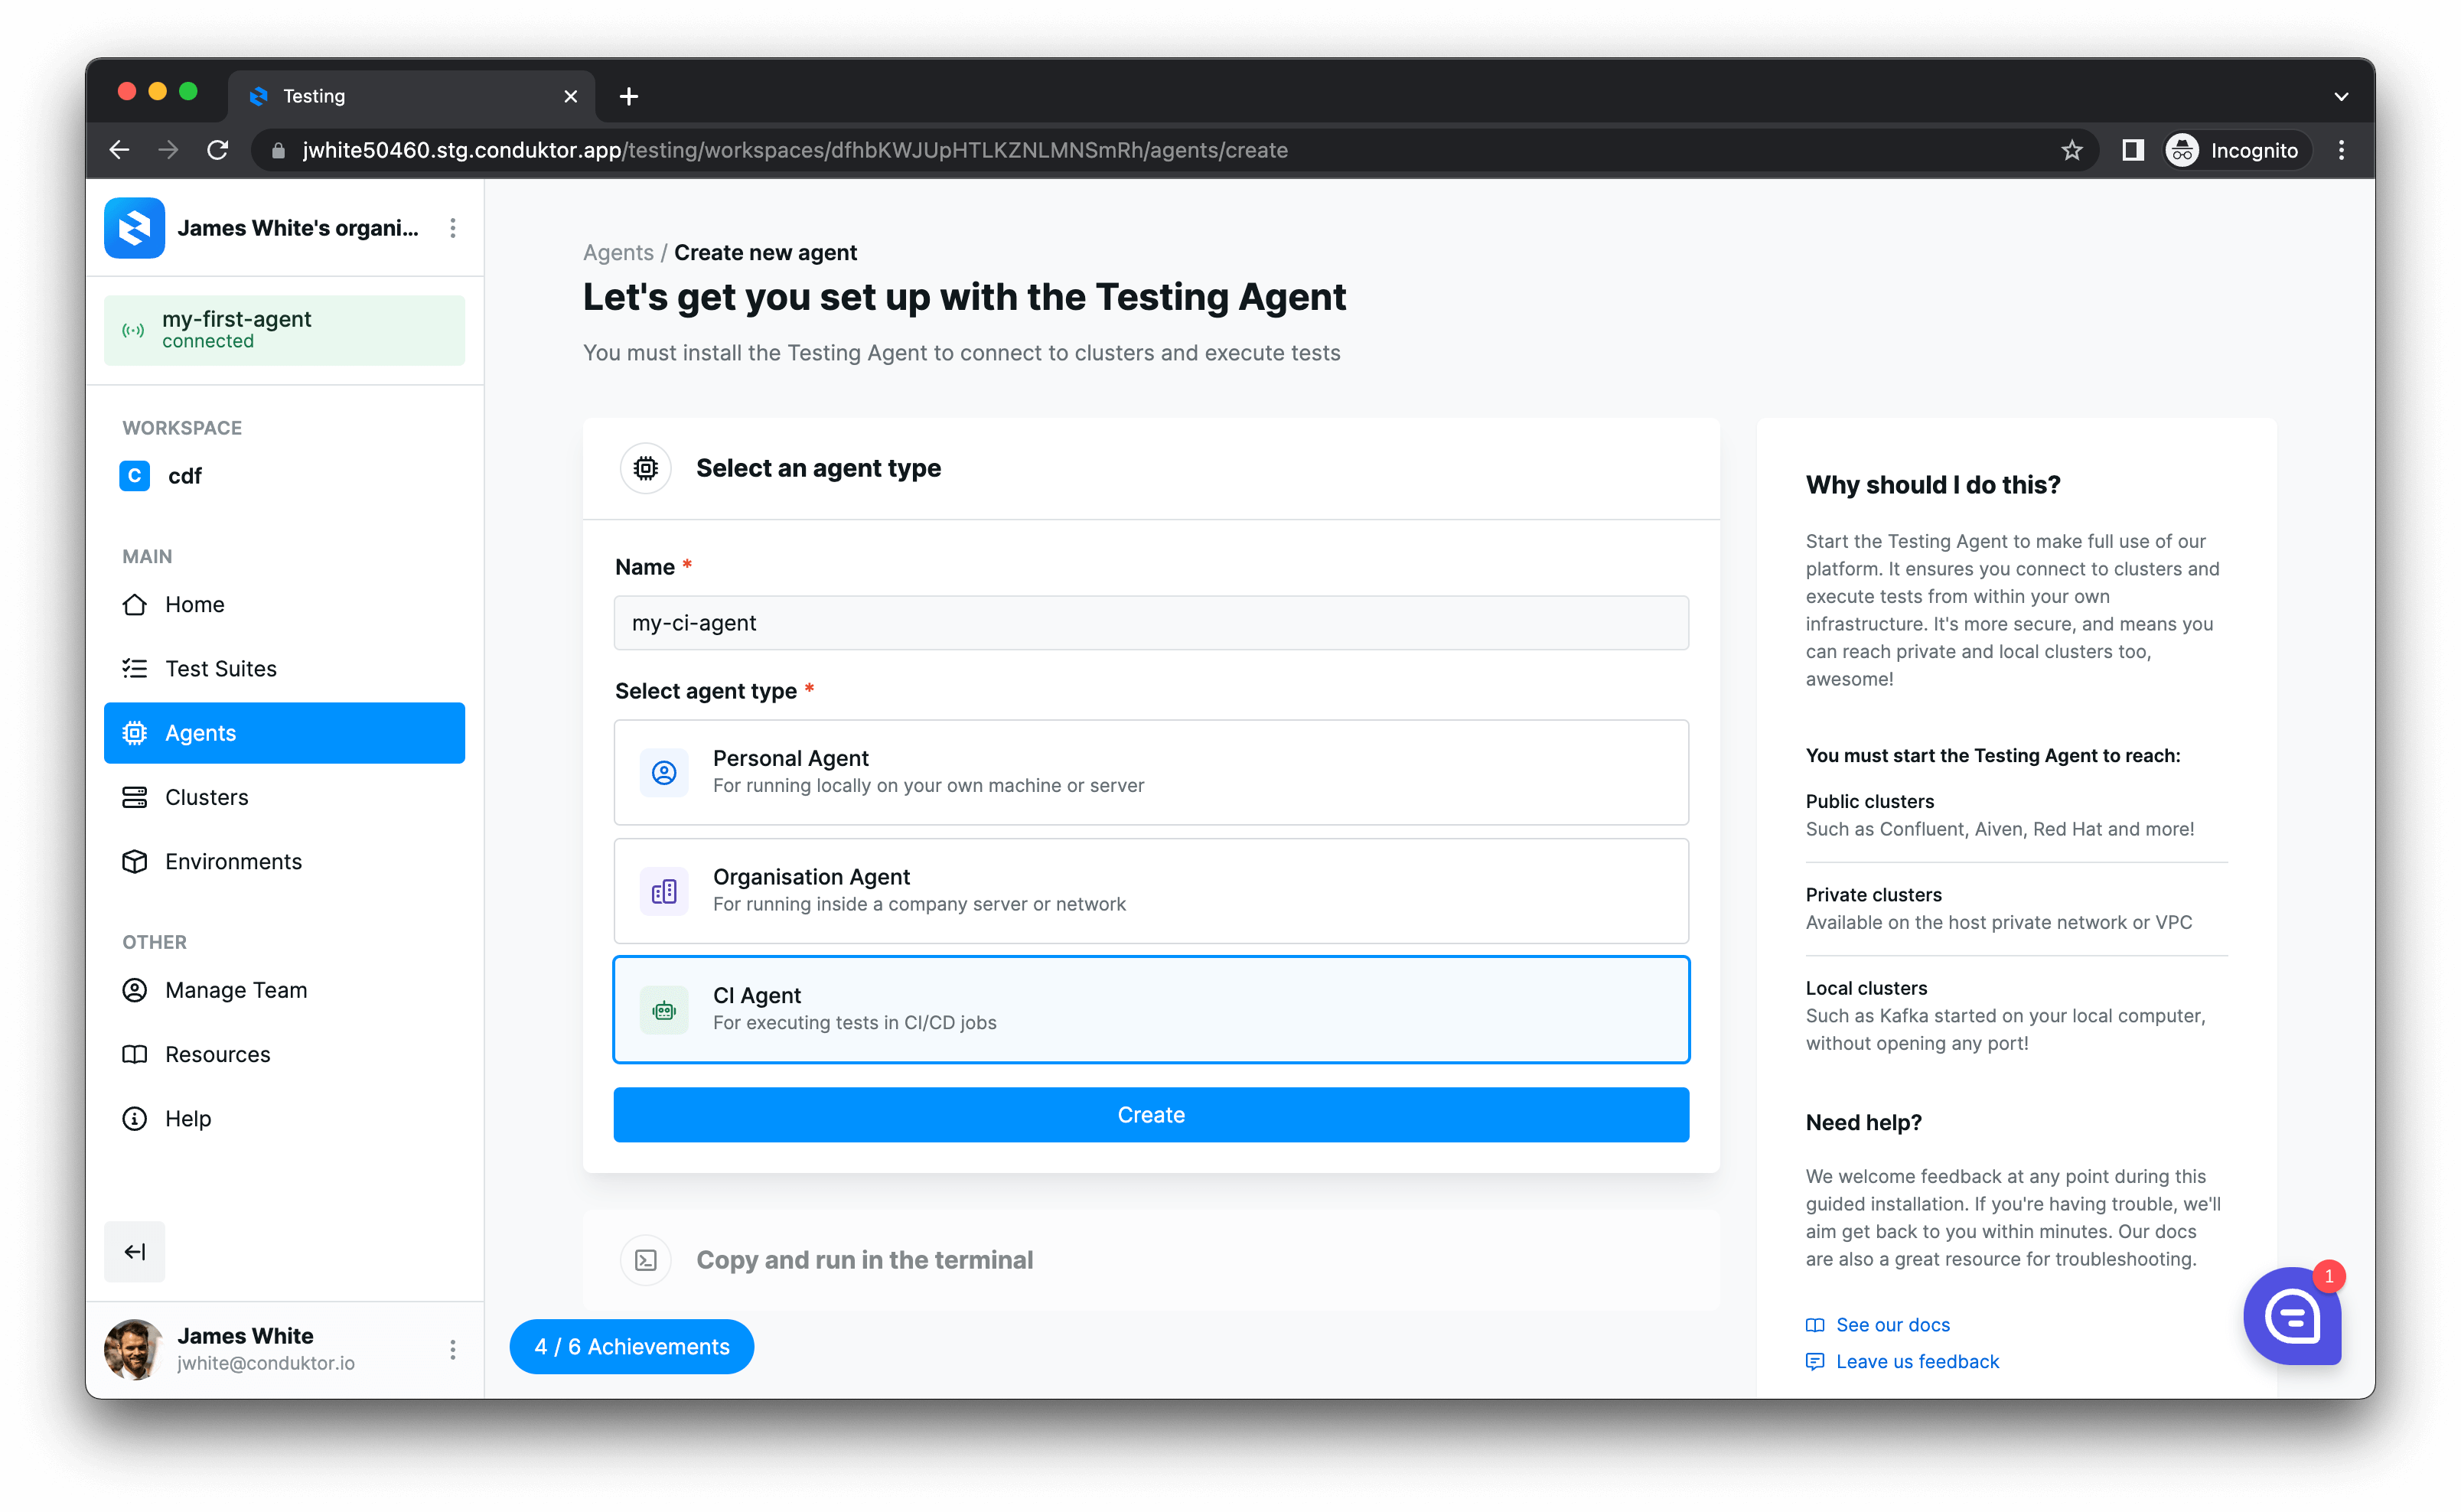 Testing
jwhite50460.stg.conduktor.app/testing/workspaces/dfhbKWJUpHTLKZNLMNSmRh/agents/create
Incognito
James White's organi...
my-first-agent
connected
WORKSPACE
C cdf
MAIN
Home
Test Suites
Agents
Clusters
Environments
OTHER
Manage Team
Resources
Help
James White
jwhite@conduktor.io
Agents / Create new agent
Let's get you set up with the Testing Agent
You must install the Testing Agent to connect to clusters and execute tests
Select an agent type
Name *
my-ci-agent
Select agent type *
Personal Agent
For running locally on your own machine or server
Organisation Agent
For running inside a company server or network
CI Agent
For executing tests in CI/CD jobs
Create
Copy and run in the terminal
4 / 6 Achievements
Why should I do this?
Start the Testing Agent to make full use of our
platform. It ensures you connect to clusters and
execute tests from within your own
infrastructure. It's more secure, and means you
can reach private and local clusters too,
awesome!
You must start the Testing Agent to reach:
Public clusters
Such as Confluent, Aiven, Red Hat and more!
Private clusters
Available on the host private network or VPC
Local clusters
Such as Kafka started on your local computer,
without opening any port!
Need help?
We welcome feedback at any point during this
guided installation. If you're having trouble, we'll
aim get back to you within minutes. Our docs
are also a great resource for troubleshooting.
See our docs
Leave us feedback
1